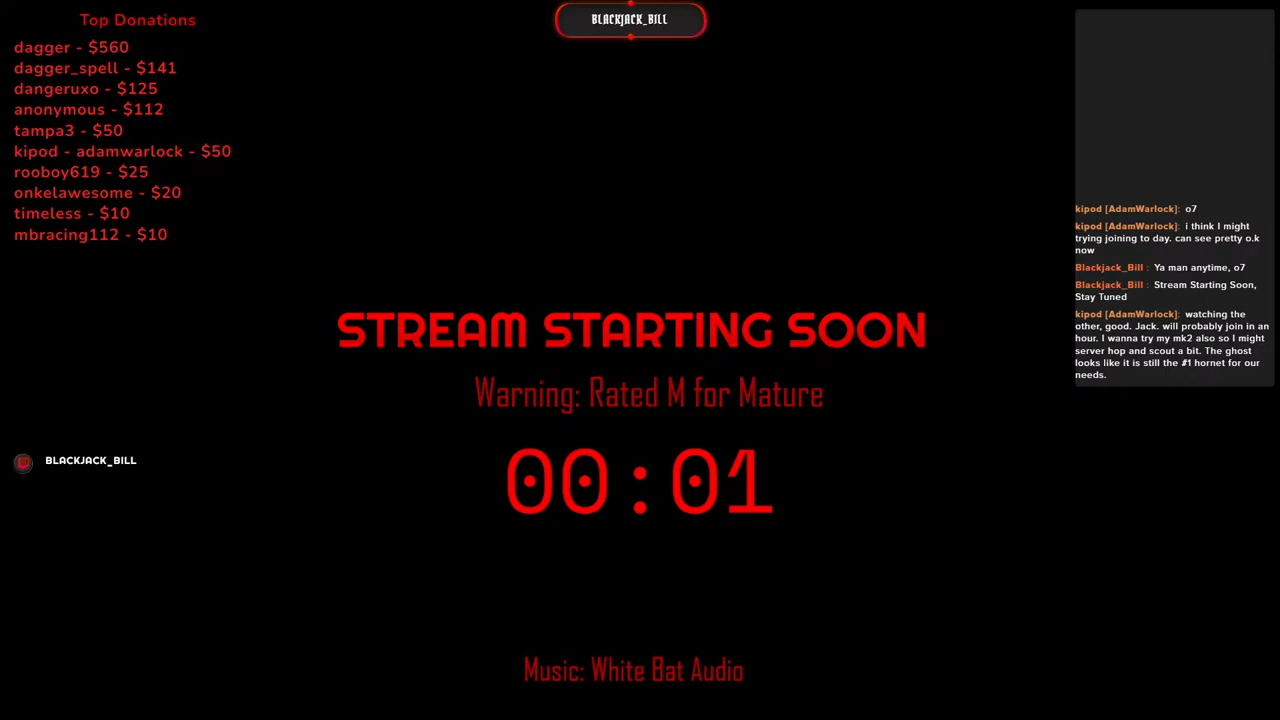 Top Donations
dagger - $560
dagger_spell - $141
dangeruxo - $125
anonymous - $112
tampa3 - $50
kipod - adamwarlock - $50
rooboy619 - $25
onkelawesome - $20
timeless - $10
mbracing112 - $10
BLACKJACK_BILL
STREAM STARTING SOON
Warning: Rated M for Mature
00:01
BLACKJACK_BILL
Music: White Bat Audio
kipod [AdamWarlock]: o7
kipod [AdamWarlock]: i think I might
trying joining to day. can see pretty o.k
now
Blackjack_Bill : Ya man anytime, o7
Blackjack_Bill : Stream Starting Soon,
Stay Tuned
kipod [AdamWarlock]: watching the
other, good. Jack. will probably join in an
hour. I wanna try my mk2 also so I might
server hop and scout a bit. The ghost
looks like it is still the #1 hornet for our
needs.